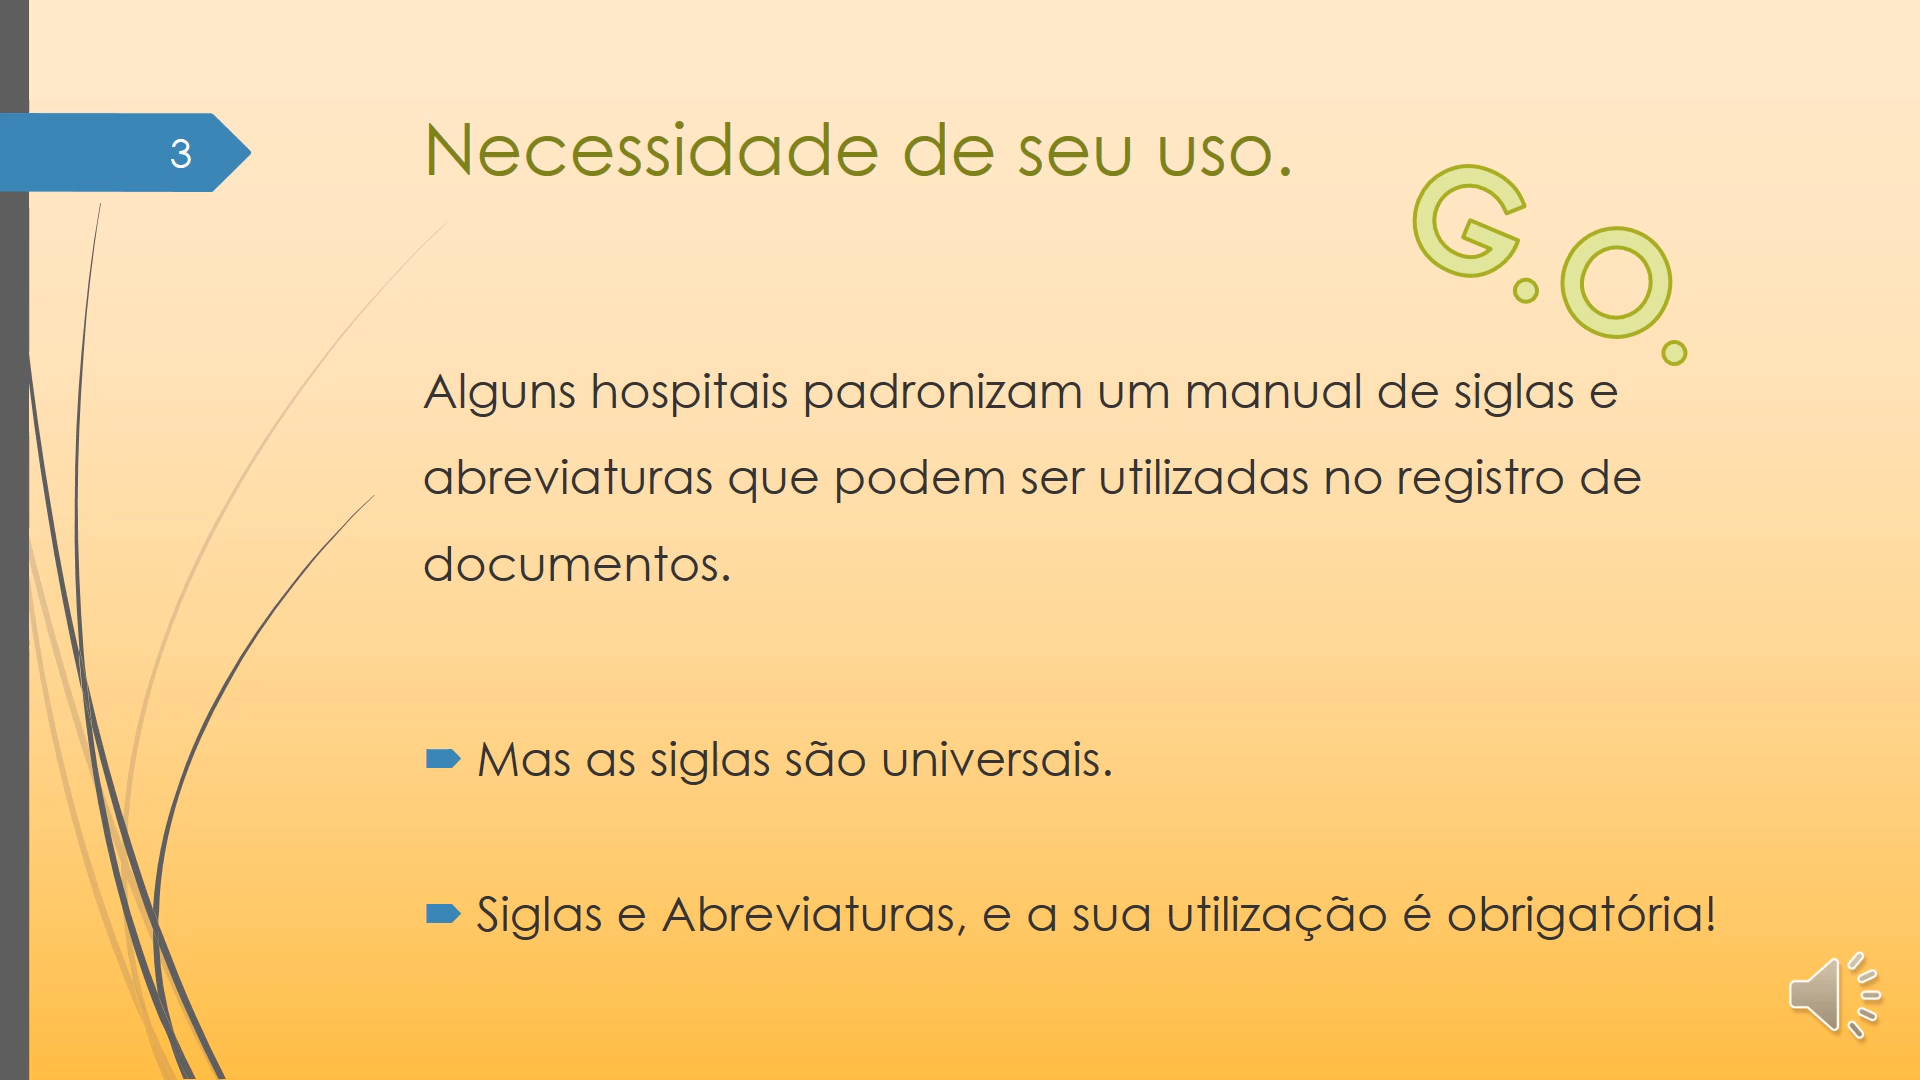 3
Necessidade de seu uso.
G.O.
Alguns hospitais padronizam um manual de siglas e
abreviaturas que podem ser utilizadas no registro de
documentos.
Mas as siglas são universais.
Siglas e Abreviaturas, e a sua utilização é obrigatória!